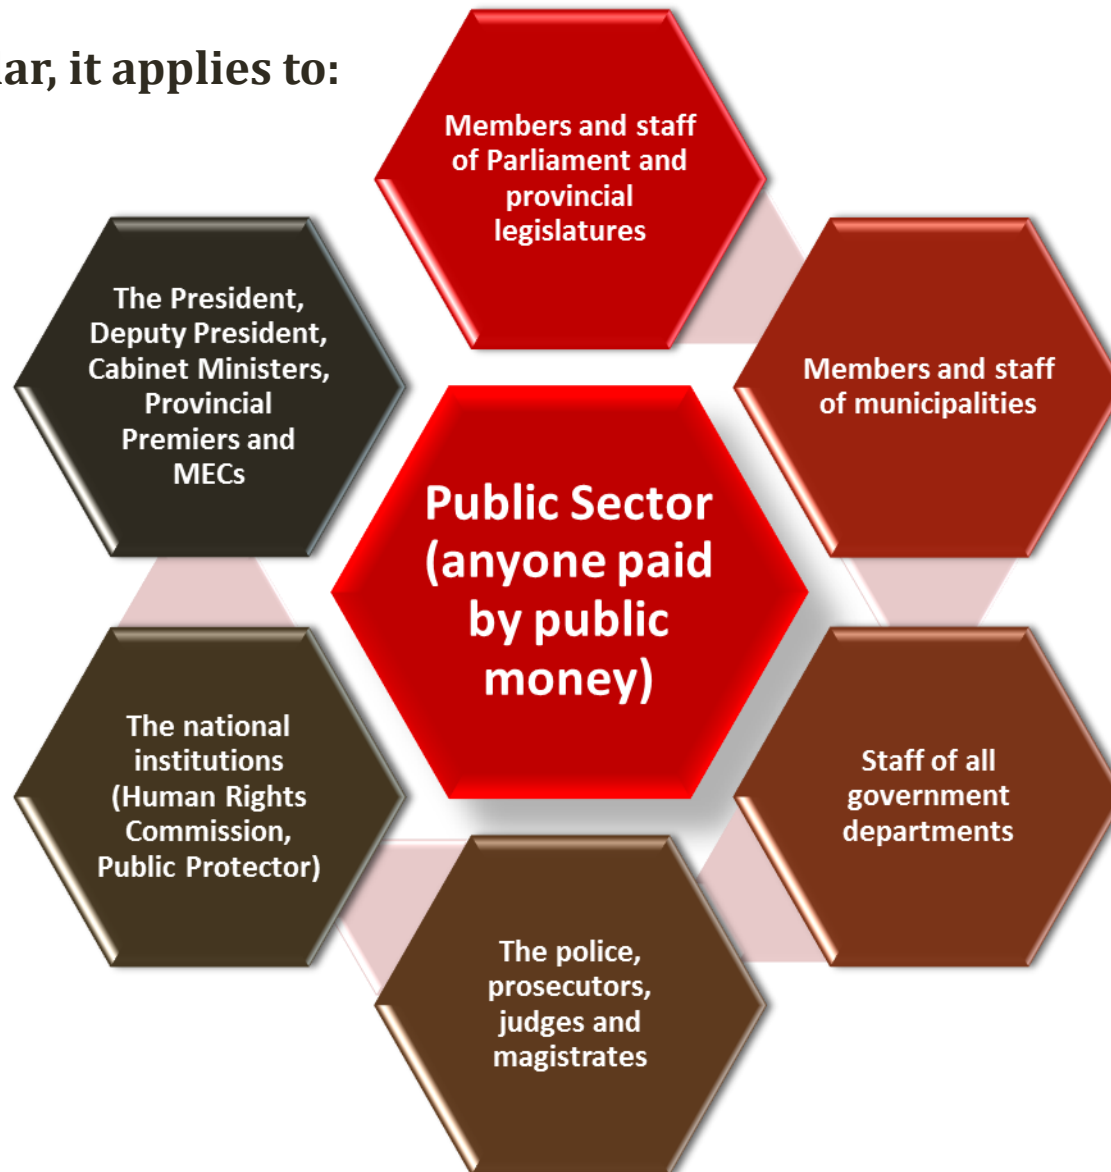 ar, it applies to:
Members and staff
of Parliament and
provincial
legislatures
Members and staff
of municipalities
Staff of all
government
departments
The police,
prosecutors,
judges and
magistrates
The national
institutions
(Human Rights
Commission,
Public Protector)
The President,
Deputy President,
Cabinet Ministers,
Provincial
Premiers and
MECs
Public Sector
(anyone paid
by public
money)